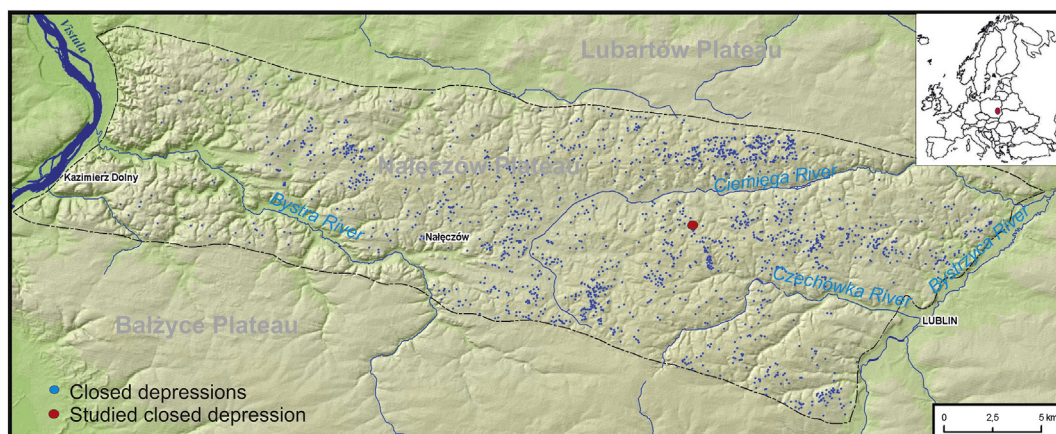 Vistula
Lubartów Plateau
Nałęczów Plateau
Kazimierz Dolny
Ciemięga River
Bystra River
Nałęczów
Bystrzyca River
Czechówka River
Bałżyce Plateau
LUBLIN
Closed depressions
Studied closed depression
0 2,5 5 km